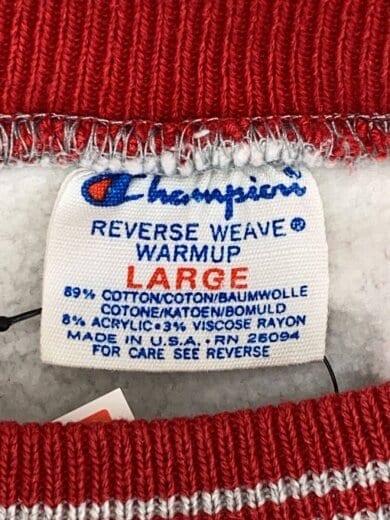 Champion
REVERSE WEAVE®
WARMUP
LARGE
89% COTTON/COTON/BAUMWOLLE
COTONE/KATOEN/BOMULD
8% ACRYLIC • 3% VISCOSE RAYON
MADE IN U.S.A. • RN 26094
FOR CARE SEE REVERSE